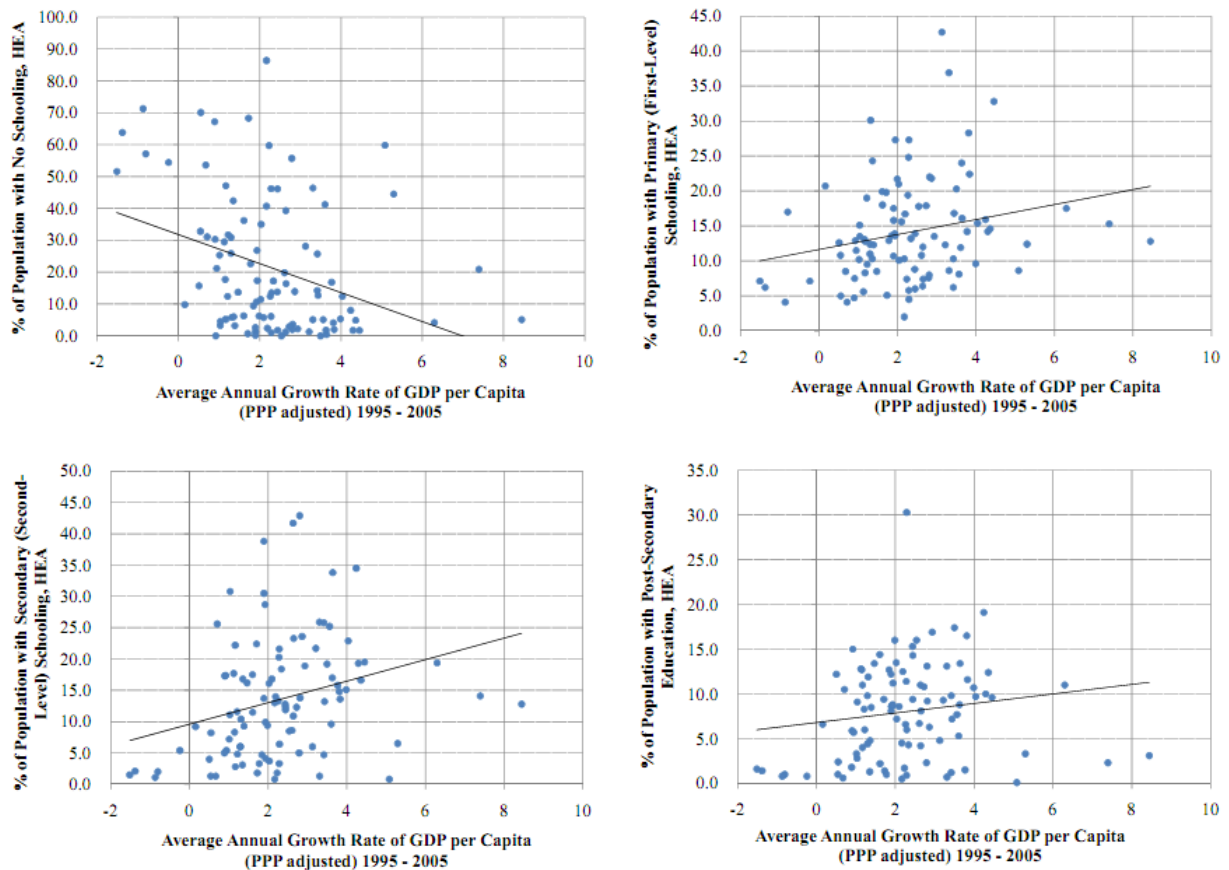 % of Population with No Schooling, HEA
100.0
90.0
80.0
70.0
60.0
50.0
40.0
30.0
20.0
10.0
0.0
-2 0 2 4 6 8 10
Average Annual Growth Rate of GDP per Capita
(PPP adjusted) 1995 - 2005
% of Population with Primary (First-Level)
Schooling, HEA
45.0
40.0
35.0
30.0
25.0
20.0
15.0
10.0
5.0
0.0
-2 0 2 4 6 8 10
Average Annual Growth Rate of GDP per Capita
(PPP adjusted) 1995 - 2005
% of Population with Secondary (Second-
Level) Schooling, HEA
50.0
45.0
40.0
35.0
30.0
25.0
20.0
15.0
10.0
5.0
0.0
-2 0 2 4 6 8 10
Average Annual Growth Rate of GDP per Capita
(PPP adjusted) 1995 - 2005
% of Population with Post-Secondary
Education, HEA
35.0
30.0
25.0
20.0
15.0
10.0
5.0
0.0
-2 0 2 4 6 8 10
Average Annual Growth Rate of GDP per Capita
(PPP adjusted) 1995 - 2005